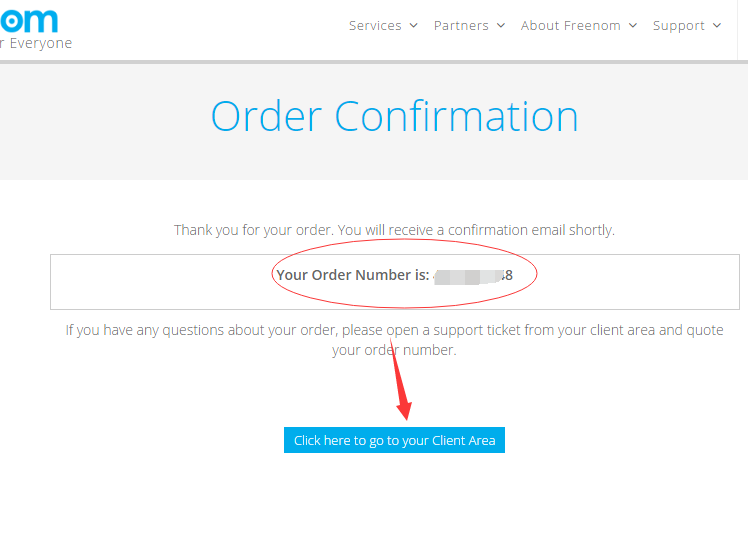 om
r Everyone
Services Partners About Freenom Support
Order Confirmation
Thank you for your order. You will receive a confirmation email shortly.
Your Order Number is: 8
If you have any questions about your order, please open a support ticket from your client area and quote
your order number.
Click here to go to your Client Area